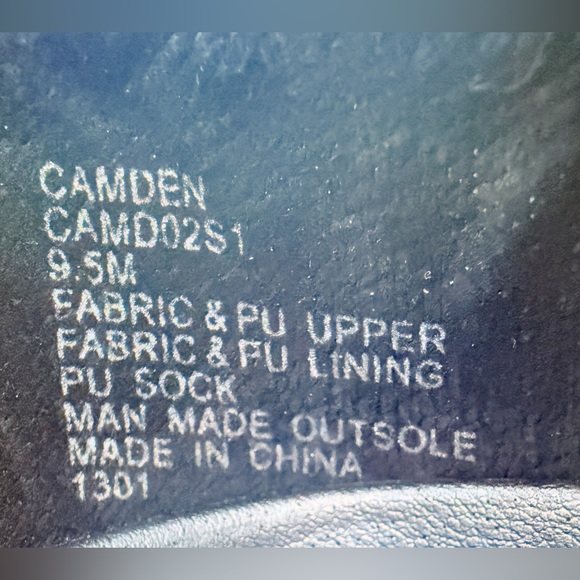 CAMDEN
CAMD02S1
9.5M
FABRIC & PU UPPER
FABRIC & PU LINING
PU SOCK
MAN MADE OUTSOLE
MADE IN CHINA
1301